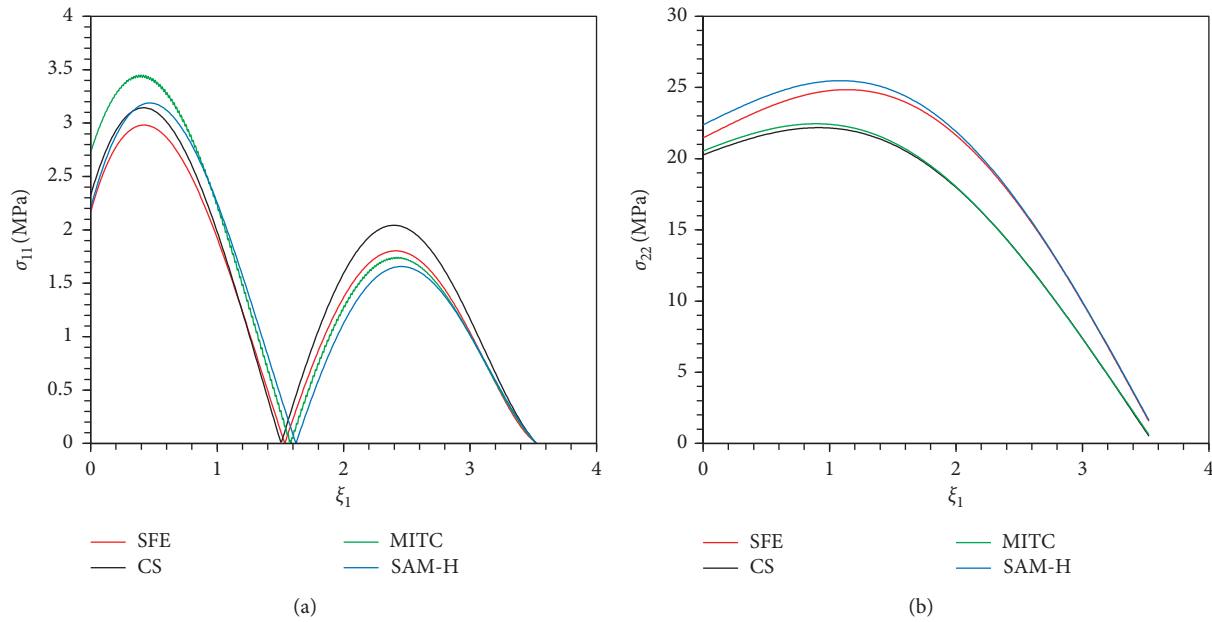 4
3.5
3
2.5
2
1.5
1
0.5
0
σ11 (MPa)
0 1 2 3 4
ξ1
SFE MITC
CS SAM-H
(a)
30
25
20
15
10
5
0
σ22 (MPa)
0 1 2 3 4
ξ1
SFE MITC
CS SAM-H
(b)